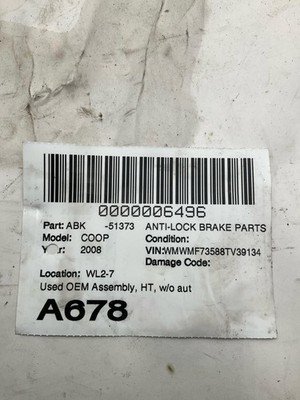 0000006496
Part: ABK -51373 ANTI-LOCK BRAKE PARTS
Model: COOP Condition:
2008 VIN:WMWMF73588TV39134
Damage Code:
Location: WL2-7
Used OEM Assembly, HT, w/o aut
A678